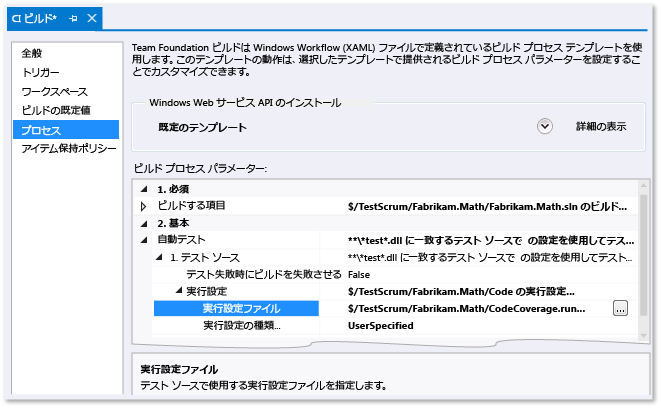 CI ビルド*
全般
トリガー
ワークスペース
ビルドの既定値
プロセス
アイテム保持ポリシー
Team Foundation ビルドは Windows Workflow (XAML) ファイルで定義されているビルド プロセス テンプレートを使
用します。このテンプレートの動作は、選択したテンプレートで提供されるビルド プロセス パラメーターを設定するこ
とでカスタマイズできます。
Windows Web サービス API のインストール
既定のテンプレート 詳細の表示
ビルド プロセス パラメーター:
1. 必須
ビルドする項目 $/TestScrum/Fabrikam.Math/Fabrikam.Math.sln のビルド...
2. 基本
自動テスト **\*test*.dll に一致するテスト ソースで の設定を使用してテス...
1. テスト ソース **\*test*.dll に一致するテスト ソースで の設定を使用してテスト...
テスト失敗時にビルドを失敗させる False
実行設定 $/TestScrum/Fabrikam.Math/Code の実行設定...
実行設定ファイル $/TestScrum/Fabrikam.Math/CodeCoverage.run... ...
実行設定の種類... UserSpecified
実行設定ファイル
テスト ソースで使用する実行設定ファイルを指定します。